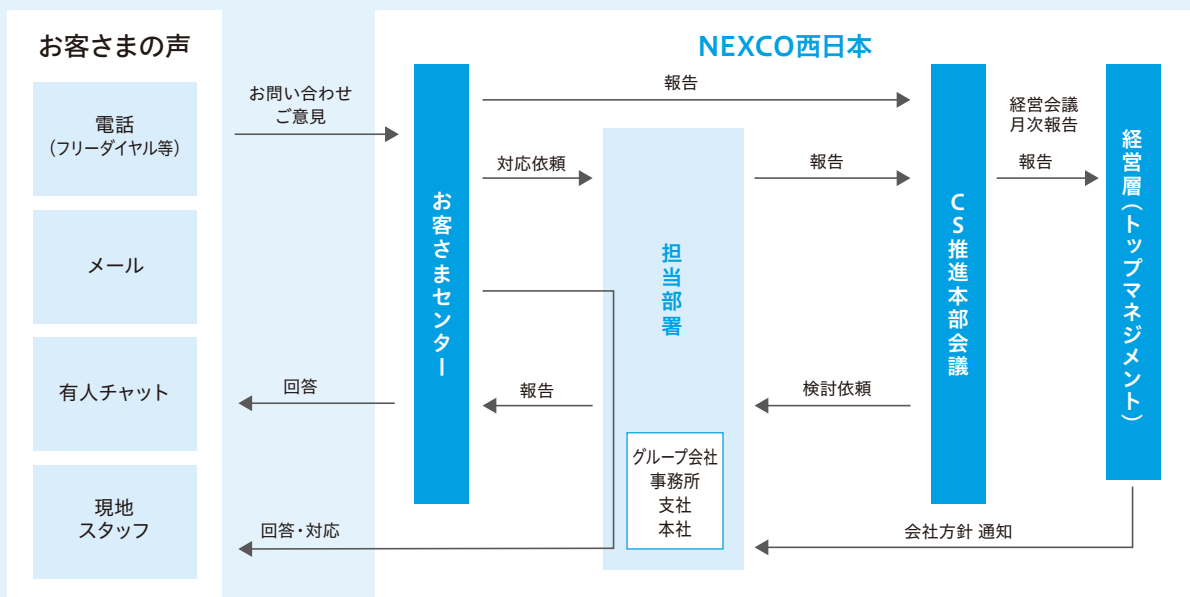 お客さまの声
電話
（フリーダイヤル等）
メール
有人チャット
現地
スタッフ
お問い合わせ
ご意見
回答
回答・対応
NEXCO西日本
お客さまセンター
報告
対応依頼
報告
担当部署
グループ会社
事務所
支社
本社
報告
検討依頼
会社方針 通知
CS推進本部会議
経営会議
月次報告
報告
経営層（トップマネジメント）